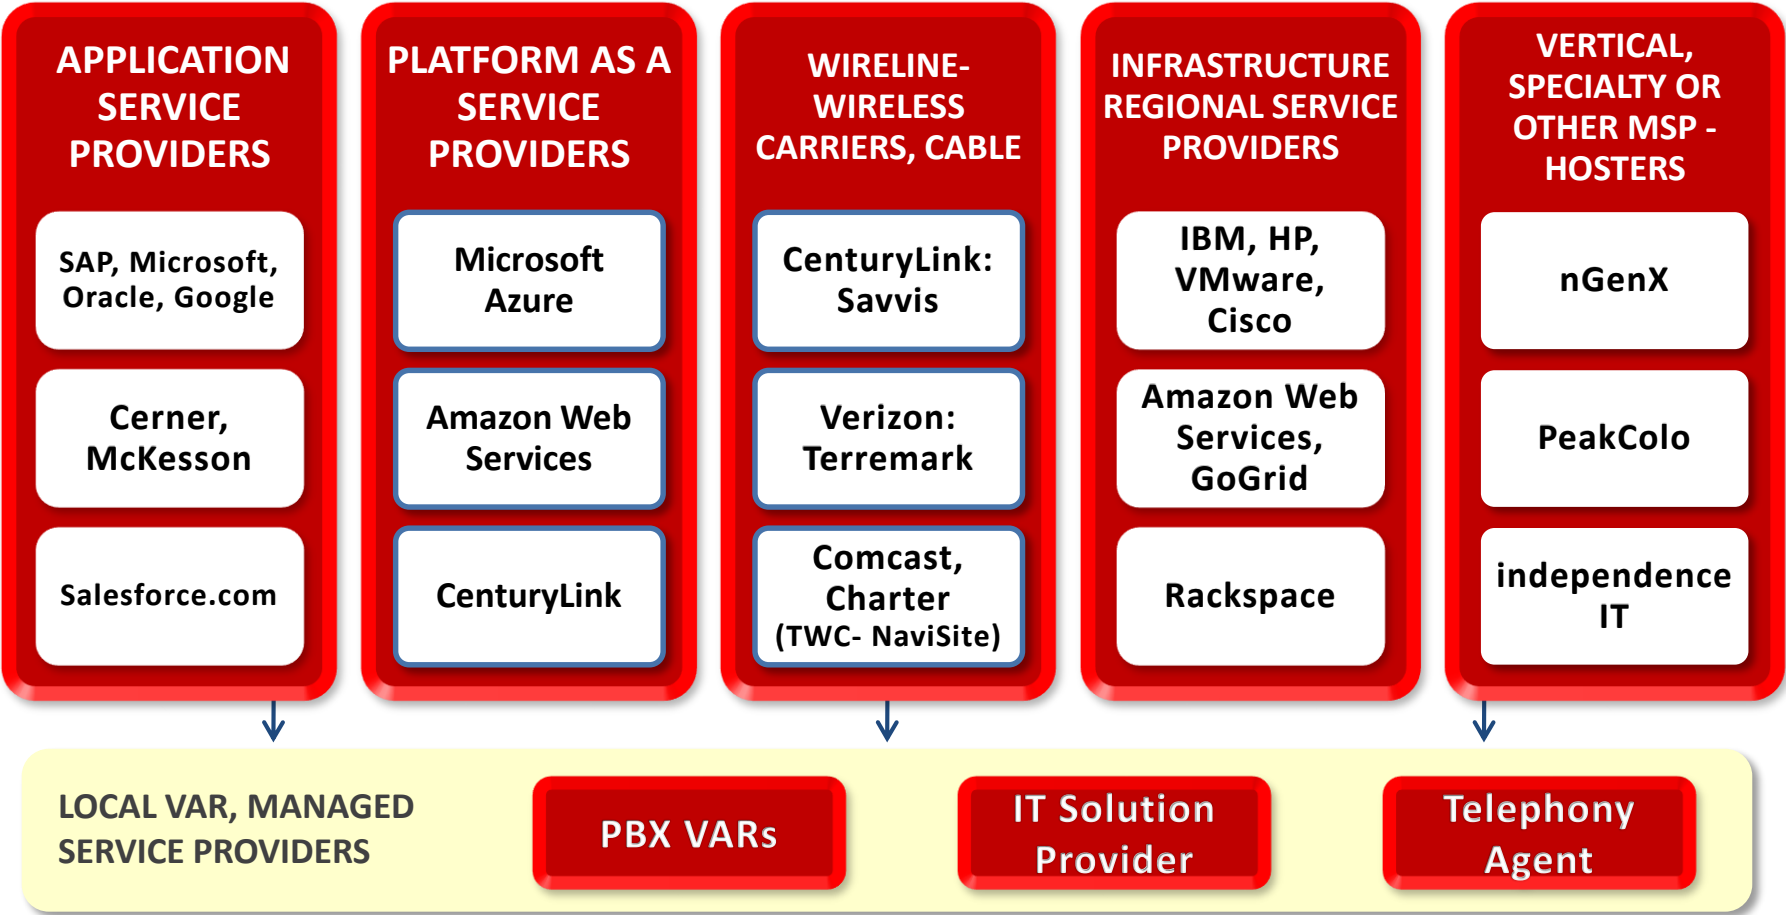 APPLICATION
SERVICE
PROVIDERS
SAP, Microsoft,
Oracle, Google
Cerner,
McKesson
Salesforce.com
PLATFORM AS A
SERVICE
PROVIDERS
Microsoft
Azure
Amazon Web
Services
CenturyLink
WIRELINE-
WIRELESS
CARRIERS, CABLE
CenturyLink:
Savvis
Verizon:
Terremark
Comcast,
Charter
(TWC- NaviSite)
INFRASTRUCTURE
REGIONAL SERVICE
PROVIDERS
IBM, HP,
VMware,
Cisco
Amazon Web
Services,
GoGrid
Rackspace
VERTICAL,
SPECIALTY OR
OTHER MSP -
HOSTERS
nGenX
PeakColo
independence
IT
LOCAL VAR, MANAGED
SERVICE PROVIDERS
PBX VARs
IT Solution
Provider
Telephony
Agent